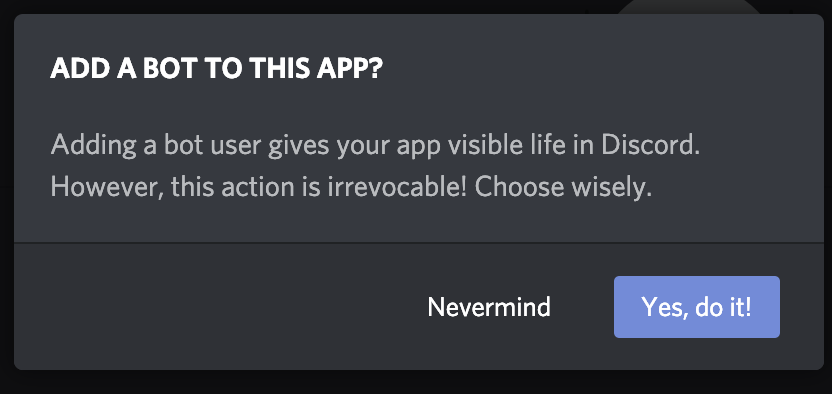 ADD A BOT TO THIS APP?
Adding a bot user gives your app visible life in Discord.
However, this action is irrevocable! Choose wisely.
Nevermind
Yes, do it!